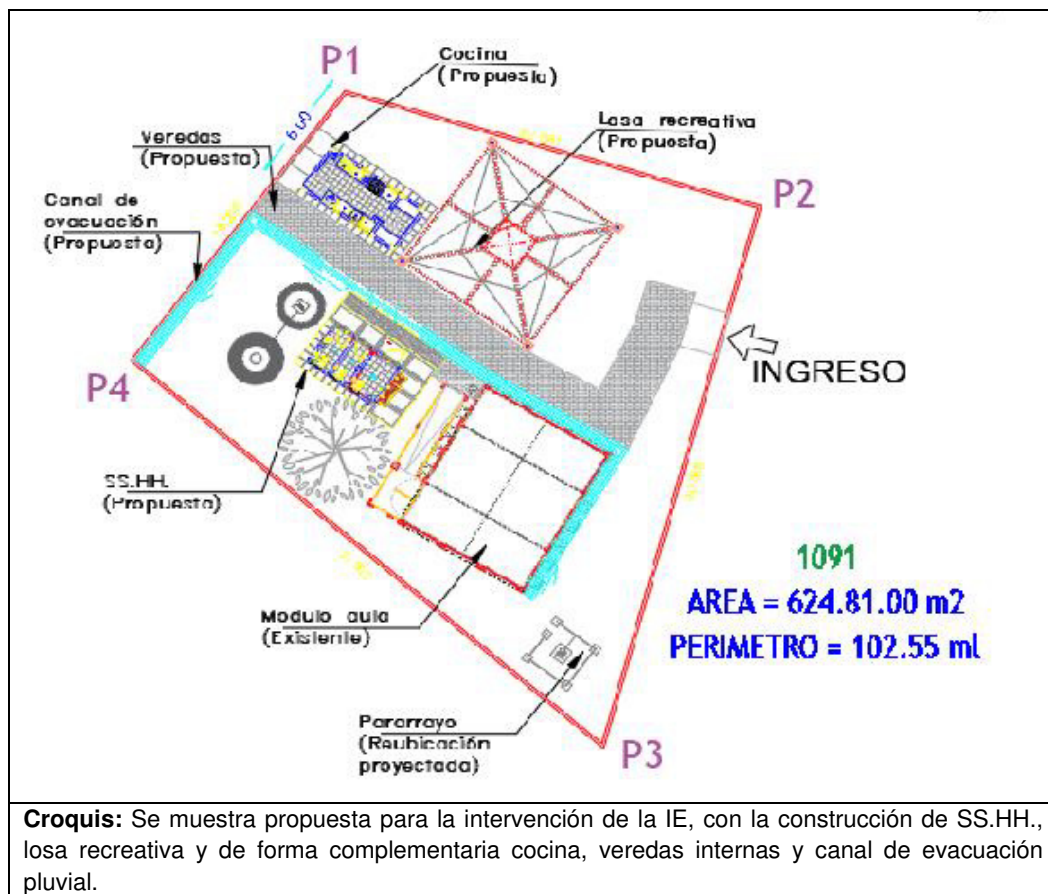 P1
Cocina
(Propuesta)
Losa recreativa
(Propuesta)
Veredas
(Propuesta)
P2
Canal de
evacuación
(Propuesta)
INGRESO
P4
SS.HH.
(Propuesta)
1091
AREA = 624.81.00 m2
PERIMETRO = 102.55 ml
Modulo aula
(Existente)
Pararrayo
(Reubicación
proyectada)
P3
Croquis: Se muestra propuesta para la intervención de la IE, con la construcción de SS.HH.,
losa recreativa y de forma complementaria cocina, veredas internas y canal de evacuación
pluvial.